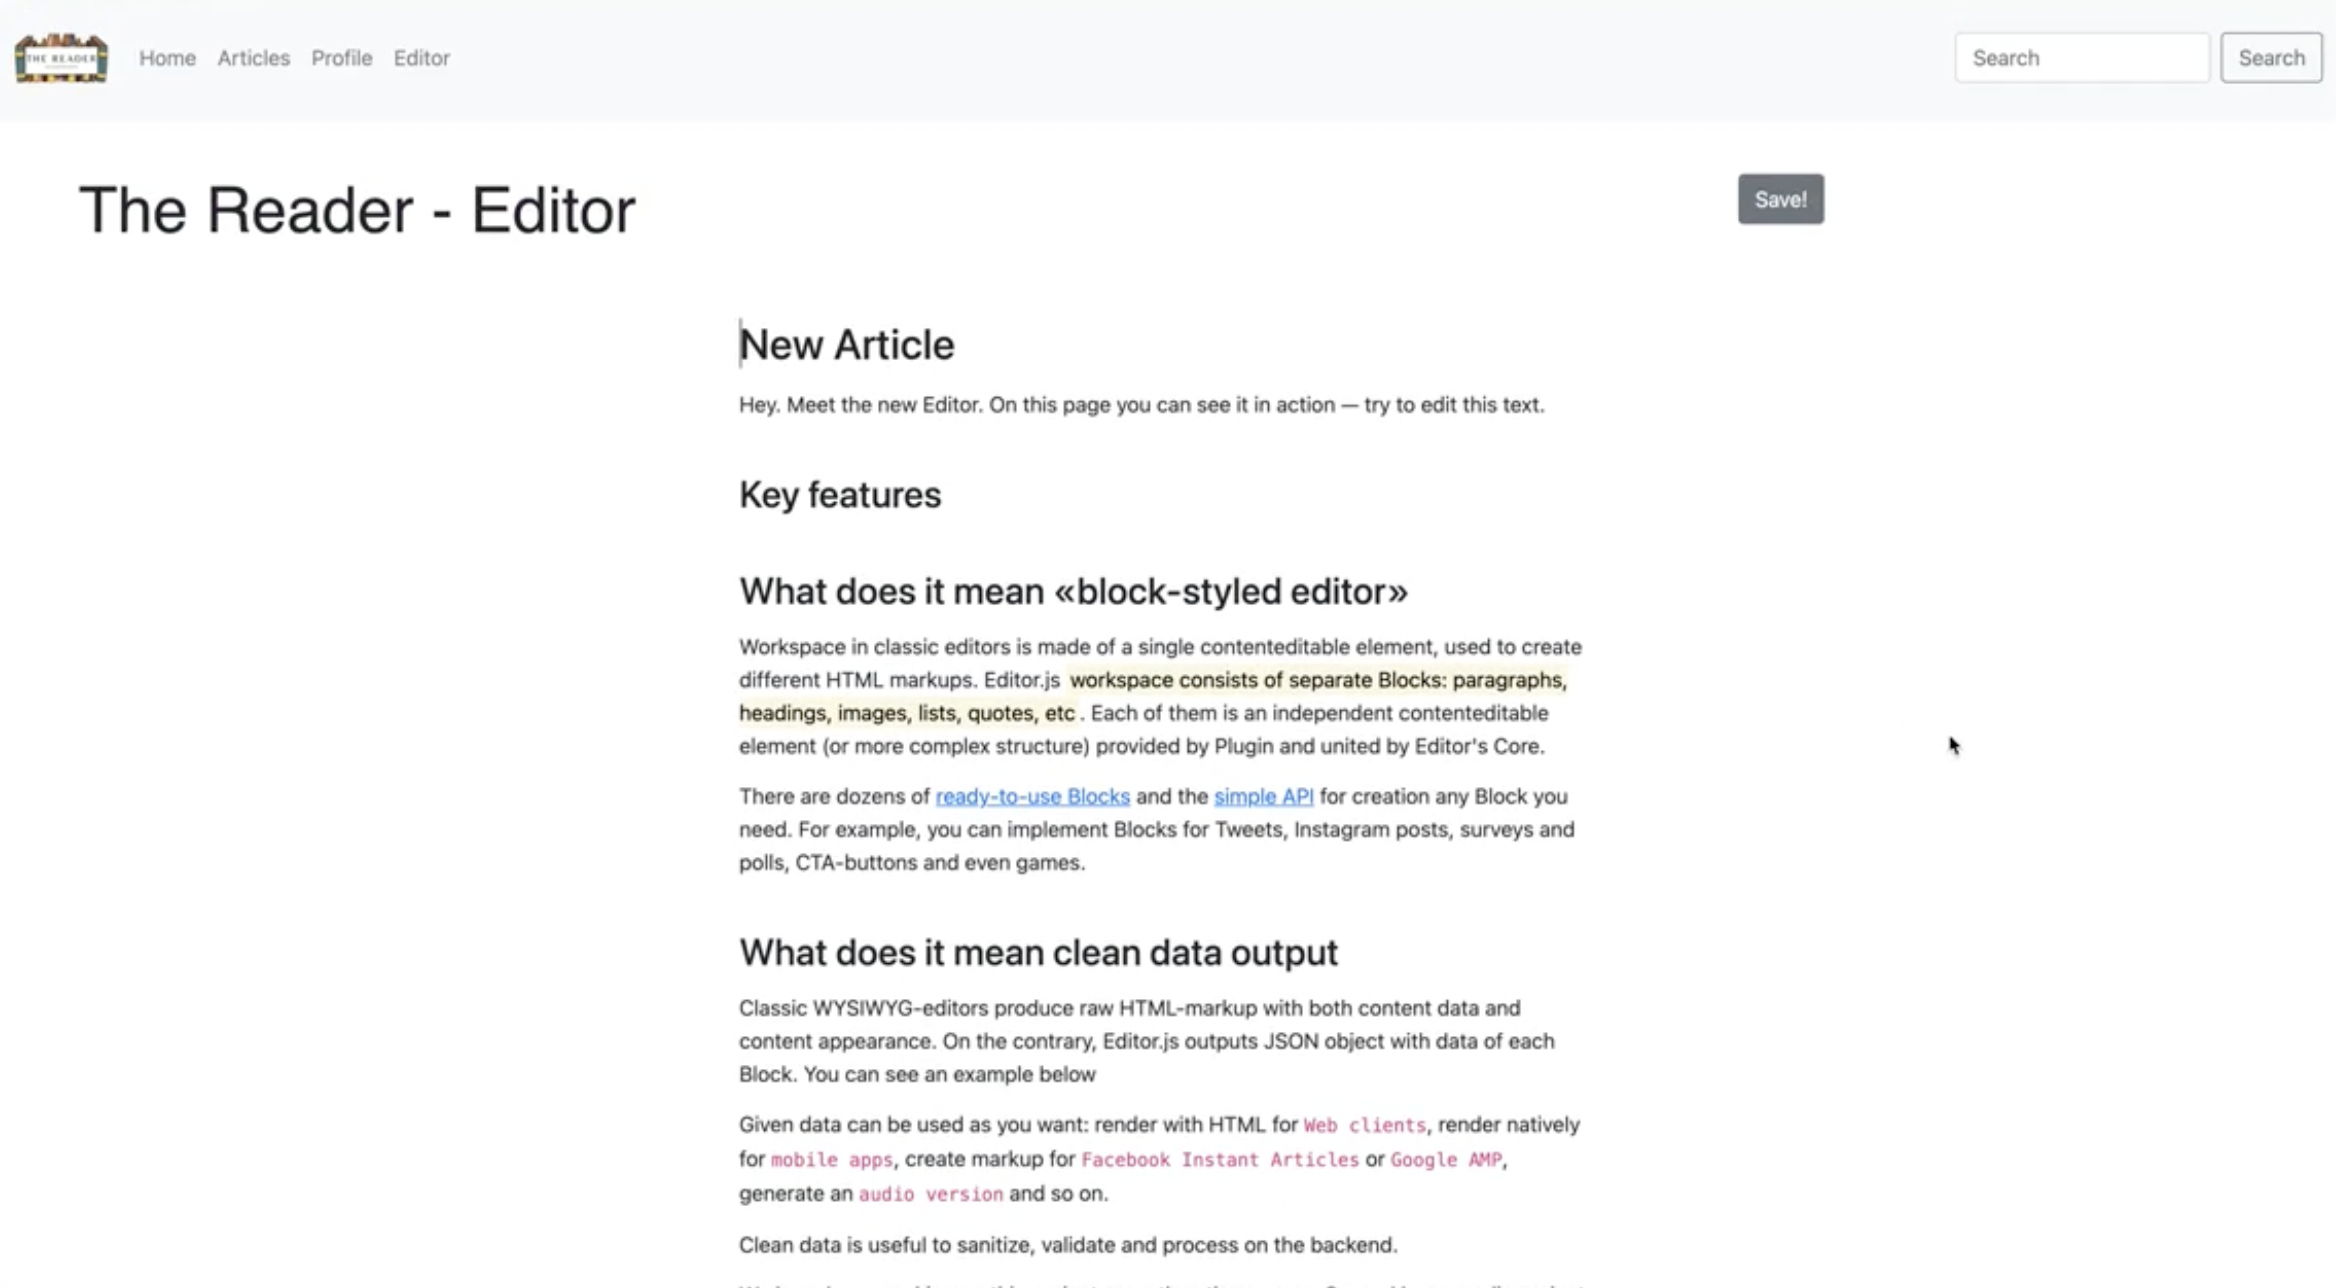 THE READER
Home Articles Profile Editor
Search Search
The Reader - Editor
Save!
New Article
Hey. Meet the new Editor. On this page you can see it in action — try to edit this text.
Key features
What does it mean «block-styled editor»
Workspace in classic editors is made of a single contenteditable element, used to create
different HTML markups. Editor.js workspace consists of separate Blocks: paragraphs,
headings, images, lists, quotes, etc . Each of them is an independent contenteditable
element (or more complex structure) provided by Plugin and united by Editor's Core.
There are dozens of ready-to-use Blocks and the simple API for creation any Block you
need. For example, you can implement Blocks for Tweets, Instagram posts, surveys and
polls, CTA-buttons and even games.
What does it mean clean data output
Classic WYSIWYG-editors produce raw HTML-markup with both content data and
content appearance. On the contrary, Editor.js outputs JSON object with data of each
Block. You can see an example below
Given data can be used as you want: render with HTML for Web clients, render natively
for mobile apps, create markup for Facebook Instant Articles or Google AMP,
generate an audio version and so on.
Clean data is useful to sanitize, validate and process on the backend.